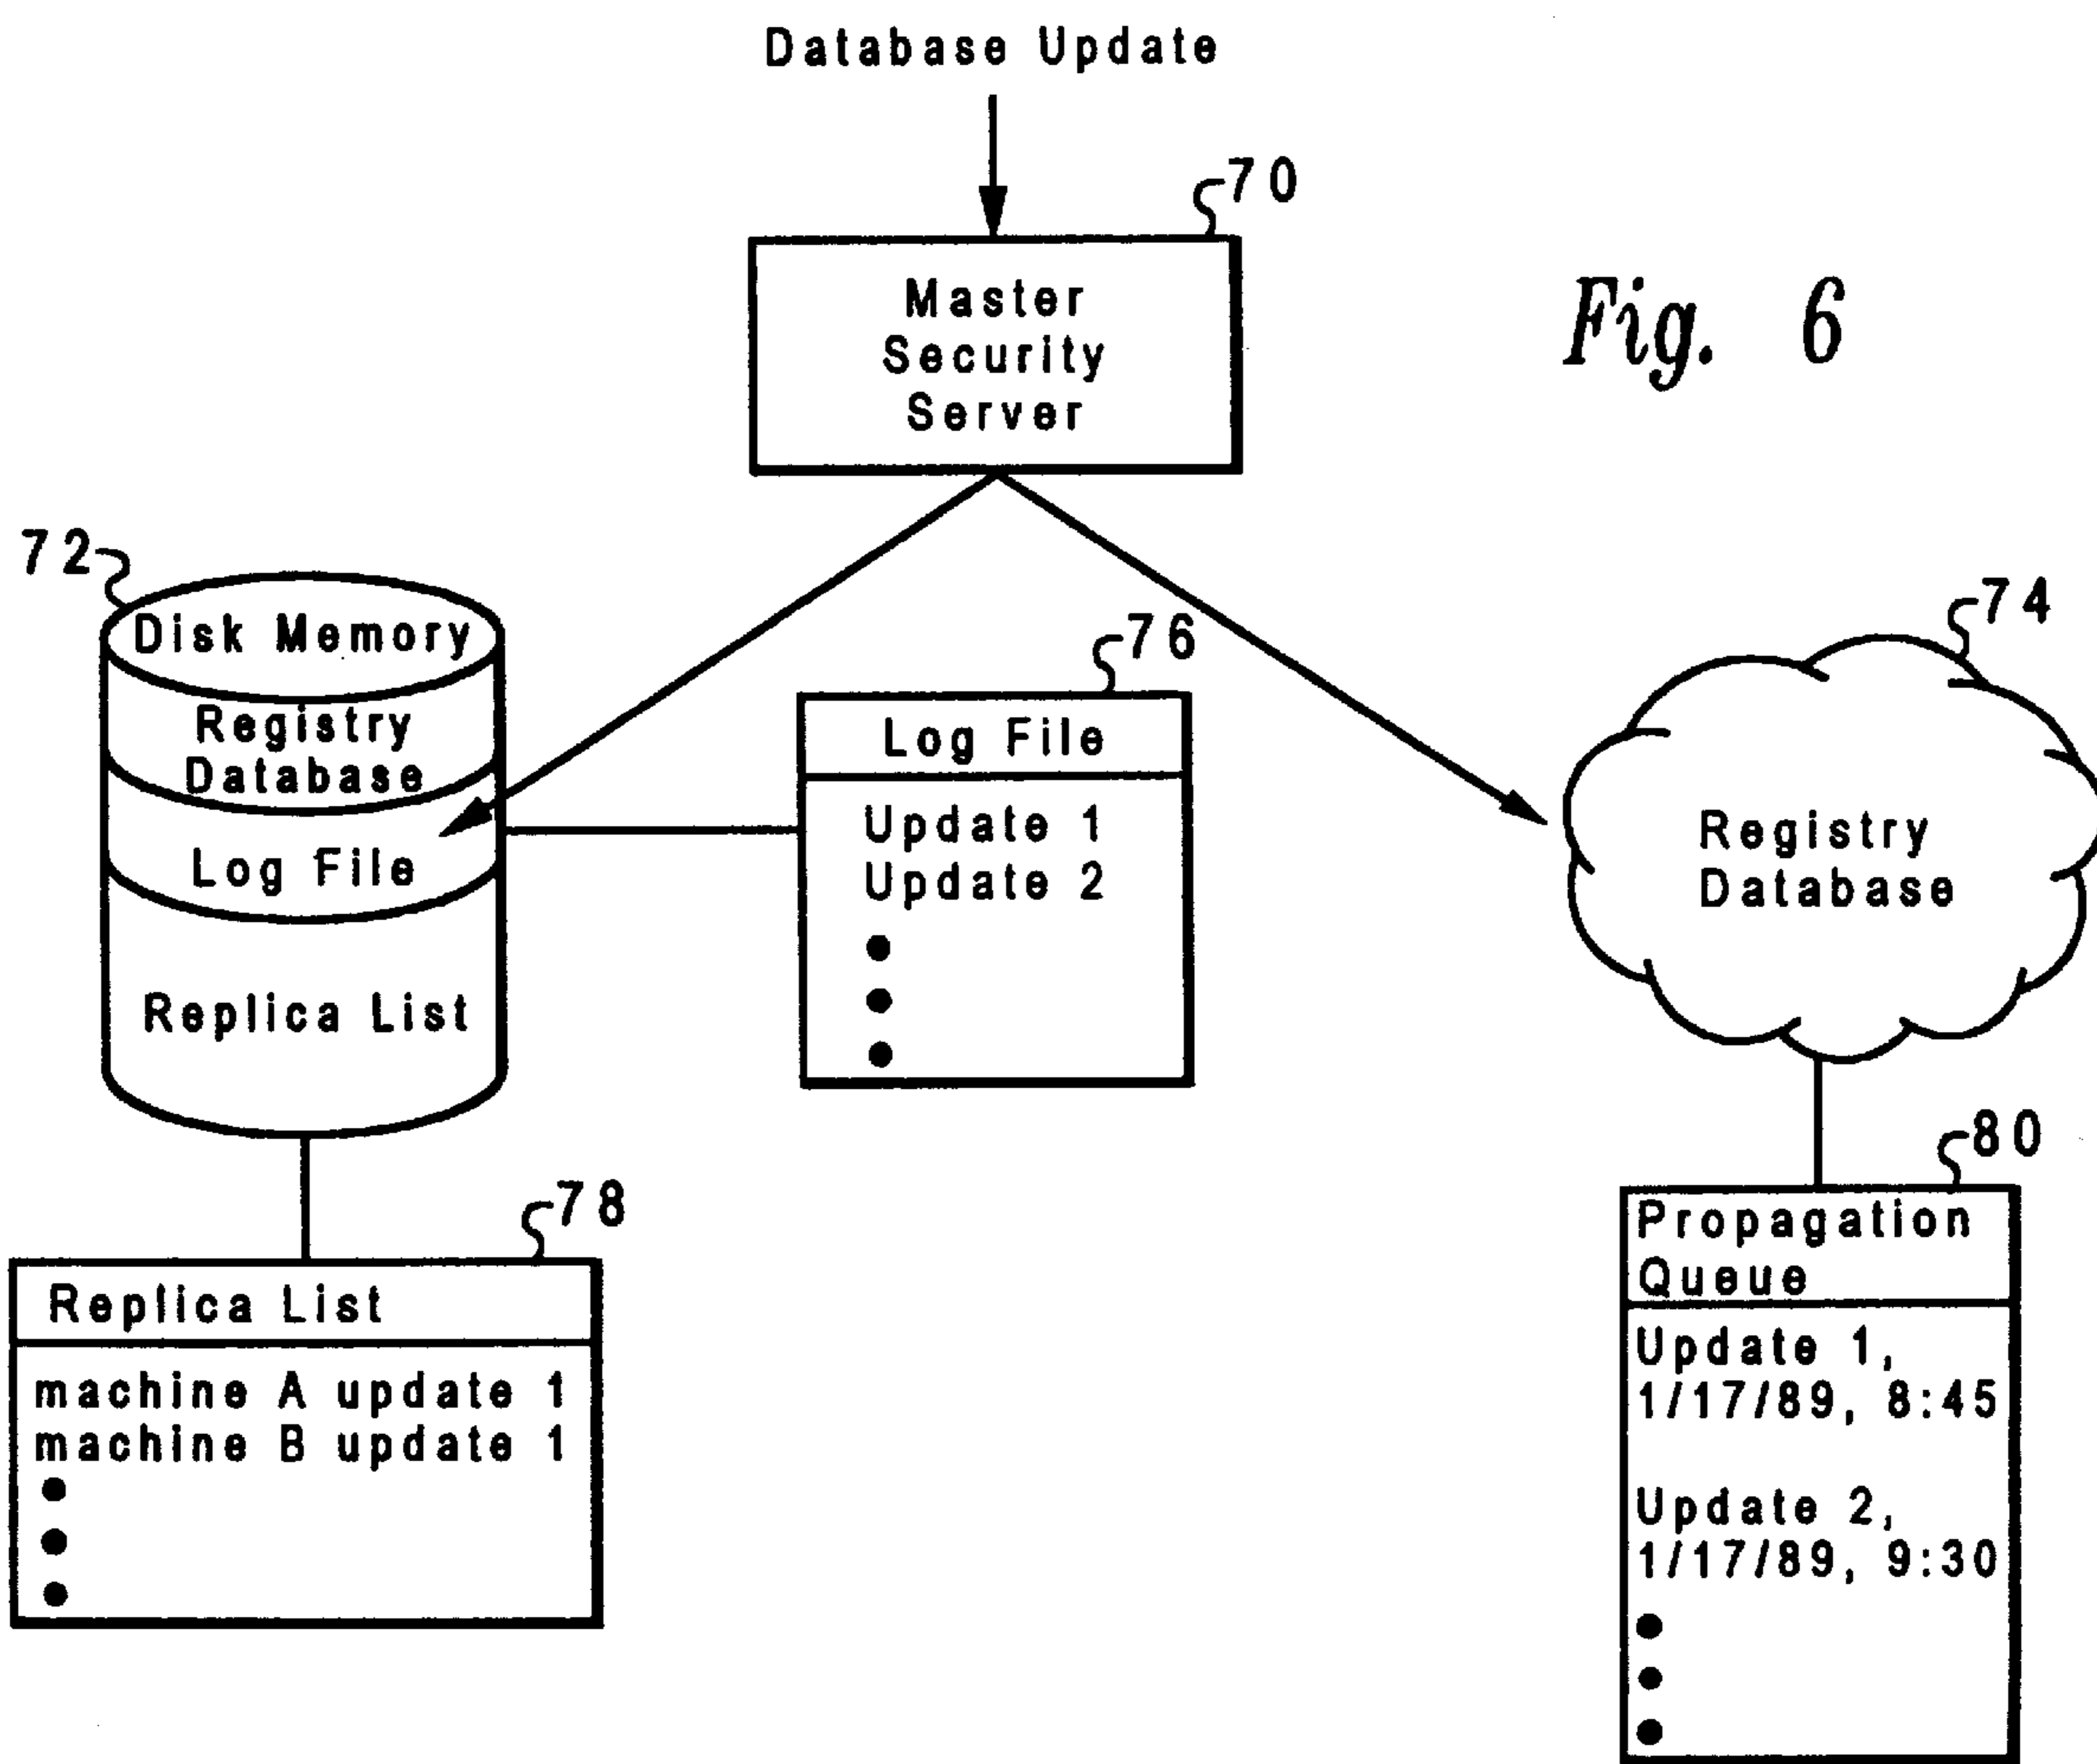 Database Update
70
Master
Security
Server
Fig. 6
72
Disk Memory
Registry
Database
Log File
Replica List
76
Log File
Update 1
Update 2
74
Registry
Database
78
Replica List
machine A update 1
machine B update 1
80
Propagation
Queue
Update 1,
1/17/89, 8:45
Update 2,
1/17/89, 9:30